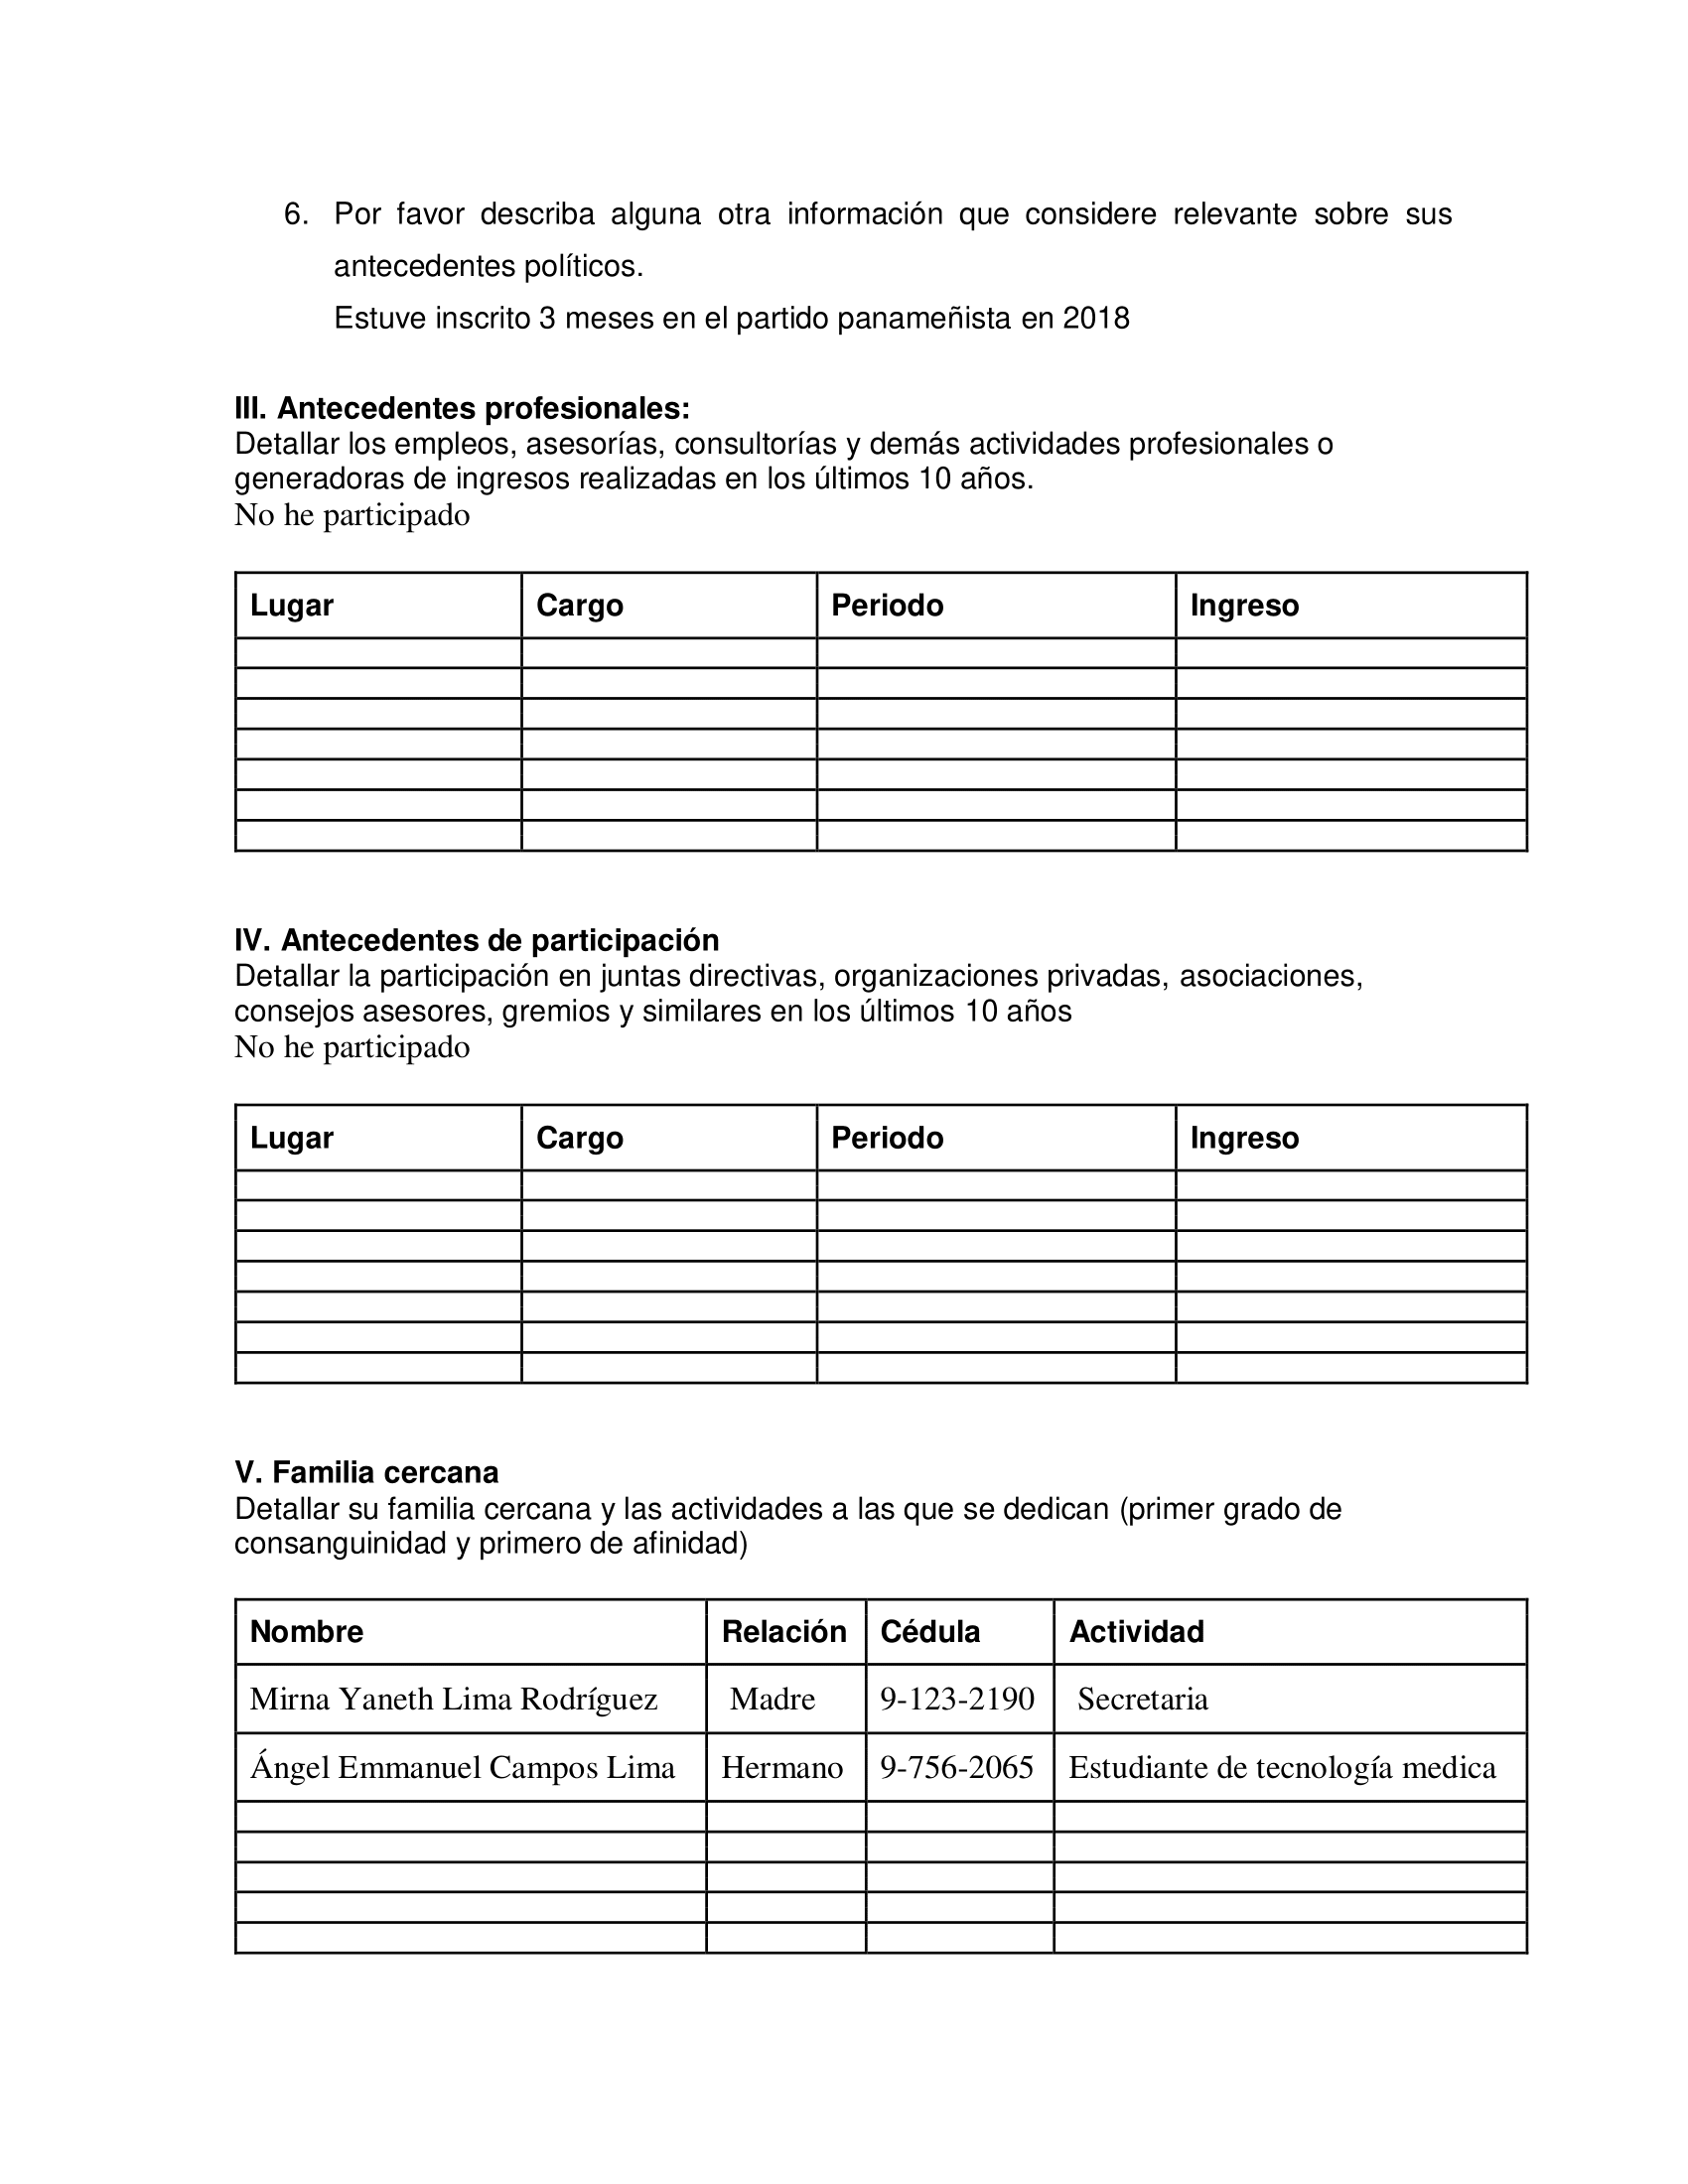 6. Por favor describa alguna otra información que considere relevante sobre sus
antecedentes políticos.
Estuve inscrito 3 meses en el partido panameñista en 2018
III. Antecedentes profesionales:
Detallar los empleos, asesorías, consultorías y demás actividades profesionales o
generadoras de ingresos realizadas en los últimos 10 años.
No he participado
Lugar Cargo Periodo Ingreso
IV. Antecedentes de participación
Detallar la participación en juntas directivas, organizaciones privadas, asociaciones,
consejos asesores, gremios y similares en los últimos 10 años
No he participado
Lugar Cargo Periodo Ingreso
V. Familia cercana
Detallar su familia cercana y las actividades a las que se dedican (primer grado de
consanguinidad y primero de afinidad)
Nombre Relación Cédula Actividad
Mirna Yaneth Lima Rodríguez Madre 9-123-2190 Secretaria
Ángel Emmanuel Campos Lima Hermano 9-756-2065 Estudiante de tecnología medica